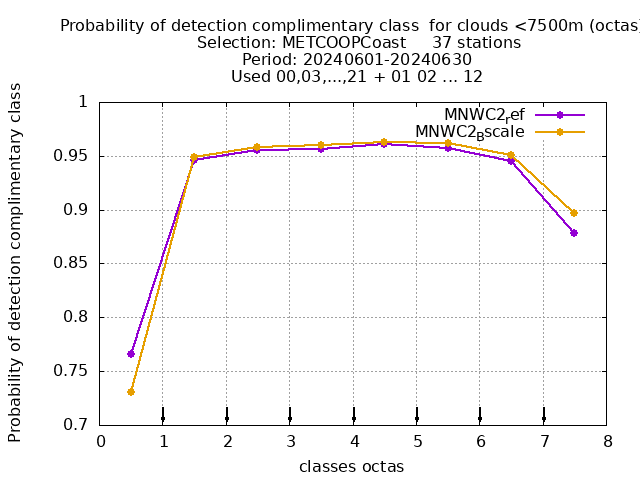 Probability of detection complimentary class  for clouds <7500m (octas)
Selection: METCOOPCoast     37 stations
Period: 20240601-20240630
Used 00,03,...,21 + 01 02 ... 12
MNWC2ref
MNWC2Bscale
1
0.95
0.9
0.85
0.8
0.75
0.7
Probability of detection complimentary class
0 1 2 3 4 5 6 7 8
classes octas